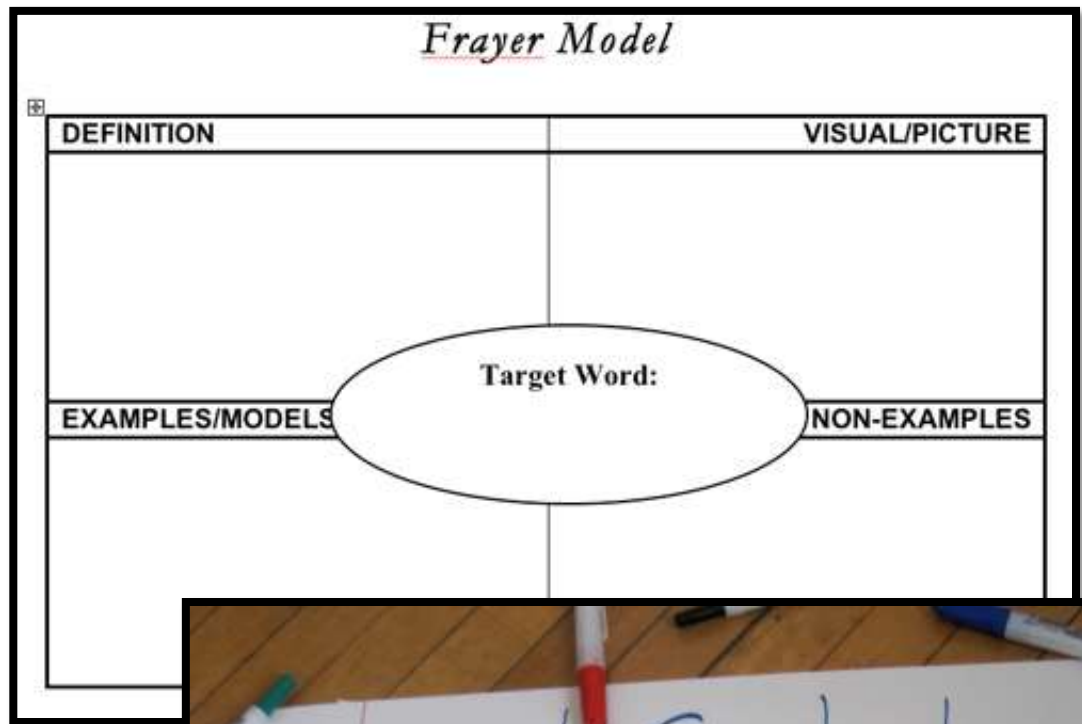 Frayer Model
DEFINITION VISUAL/PICTURE
Target Word:
EXAMPLES/MODELS NON-EXAMPLES